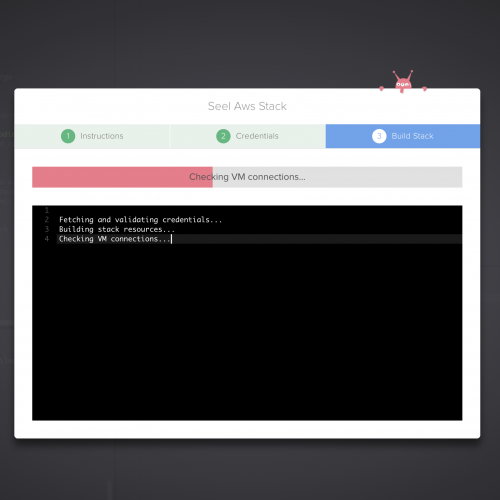 Seel Aws Stack
1 Instructions
2 Credentials
3 Build Stack
Checking VM connections...
1
2 Fetching and validating credentials...
3 Building stack resources...
4 Checking VM connections...